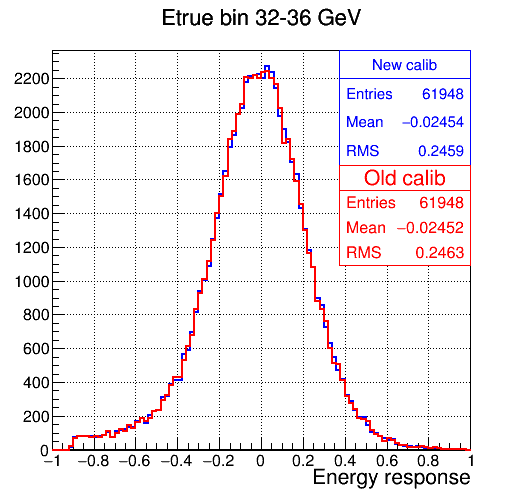 Etrue bin 32-36 GeV
New calib
Entries 61948
Mean −0.02454
RMS 0.2459
Old calib
Entries 61948
Mean −0.02452
RMS 0.2463
2200
2000
1800
1600
1400
1200
1000
800
600
400
200
0
−1 −0.8 −0.6 −0.4 −0.2 0 0.2 0.4 0.6 0.8 1
Energy response